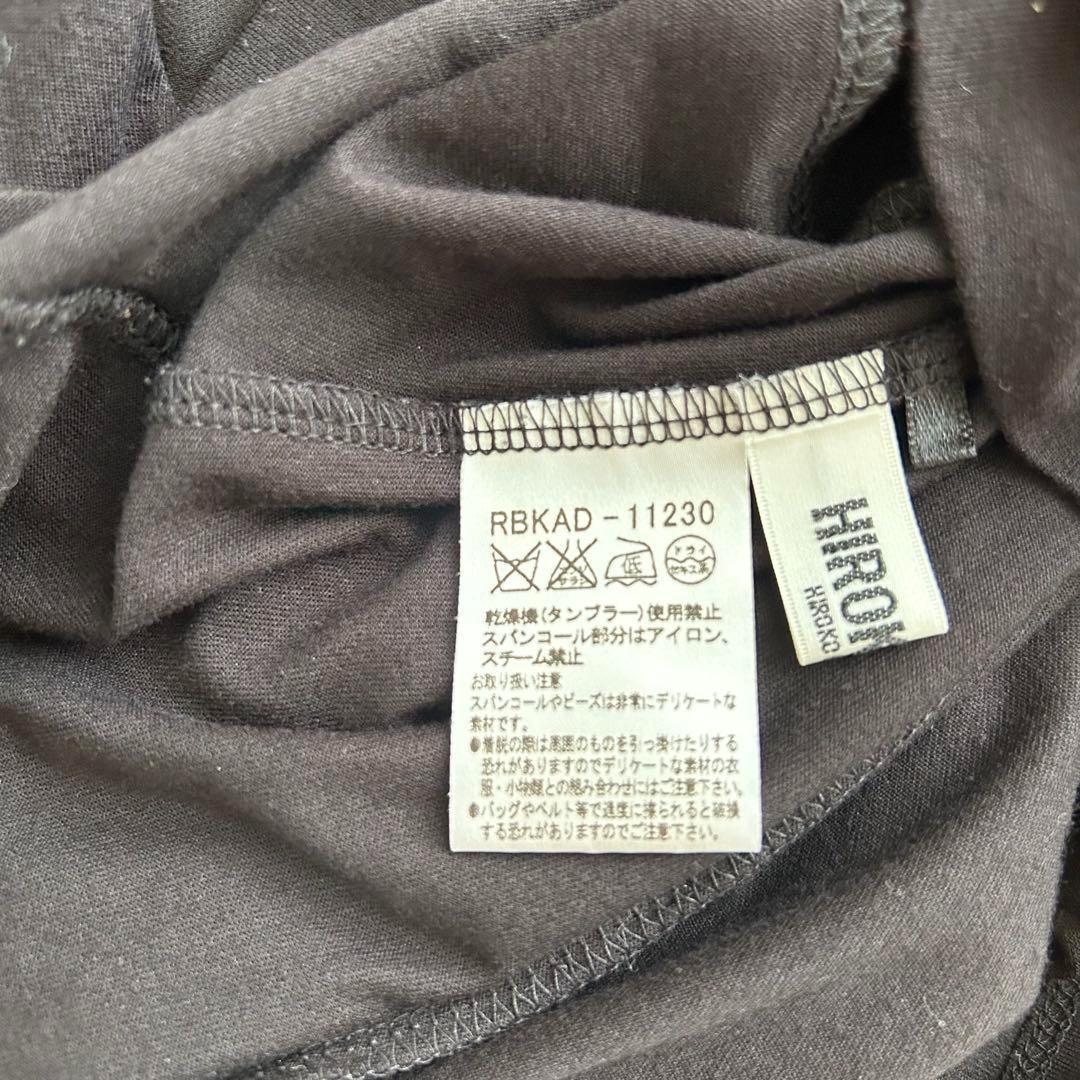 RBKAD-11230
エンソ サラシ
低
ドライ
セキユ系
乾燥機(タンブラー)使用禁止
スパンコール部分はアイロン、
スチーム禁止
お取り扱い注意
スパンコールやビーズは非常にデリケートな
素材です。
●着脱の際は周囲のものを引っ掛けたりする
恐れがありますのでデリケートな素材の衣
服・小物類との組み合わせにはご注意下さい。
●バッグやベルト等で過度に擦られると破損
する恐れがありますのでご注意下さい。
HIROK
HIROKO